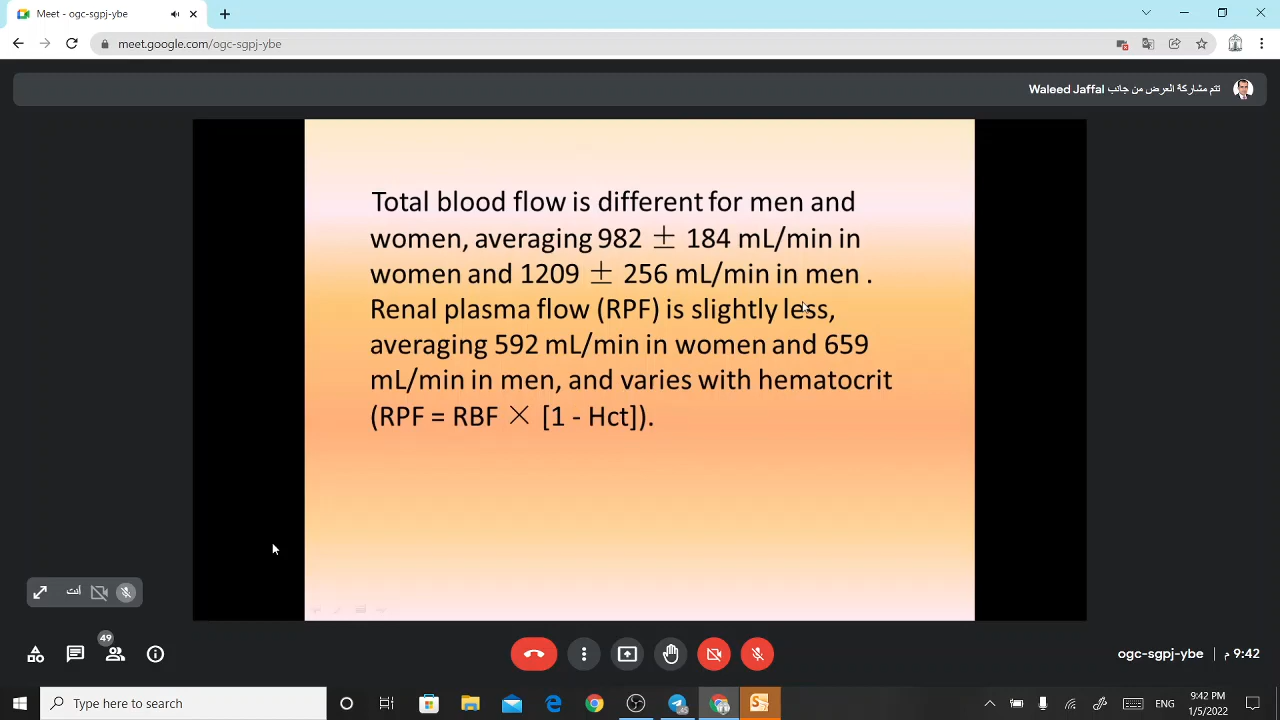 Meet - ogc-sgpj-ybe
meet.google.com/ogc-sgpj-ybe
تتم مشاركة العرض من جانب Waleed Jaffal
Total blood flow is different for men and
women, averaging 982 ± 184 mL/min in
women and 1209 ± 256 mL/min in men .
Renal plasma flow (RPF) is slightly less,
averaging 592 mL/min in women and 659
mL/min in men, and varies with hematocrit
(RPF = RBF × [1 - Hct]).
أنت
49
ogc-sgpj-ybe | 9:42 م
Type here to search
ENG
9:42 PM
1/5/2022